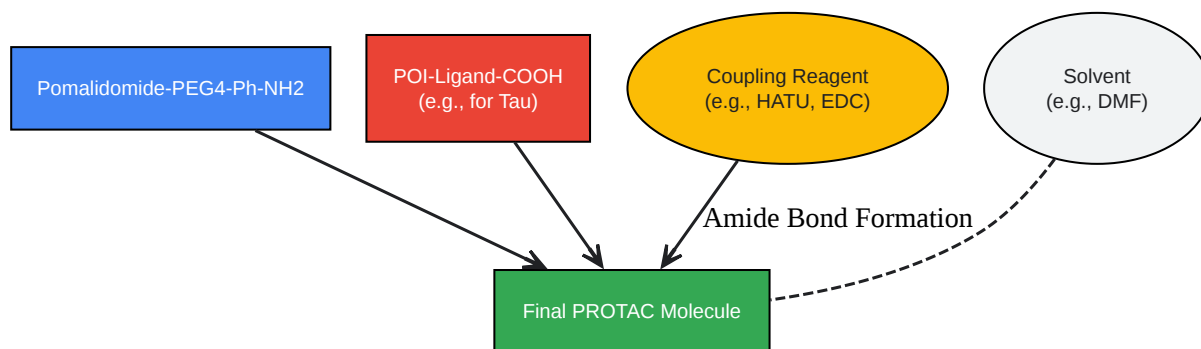 Pomalidomide-PEG4-Ph-NH2
POI-Ligand-COOH
(e.g., for Tau)
Coupling Reagent
(e.g., HATU, EDC)
Solvent
(e.g., DMF)
Amide Bond Formation
Final PROTAC Molecule